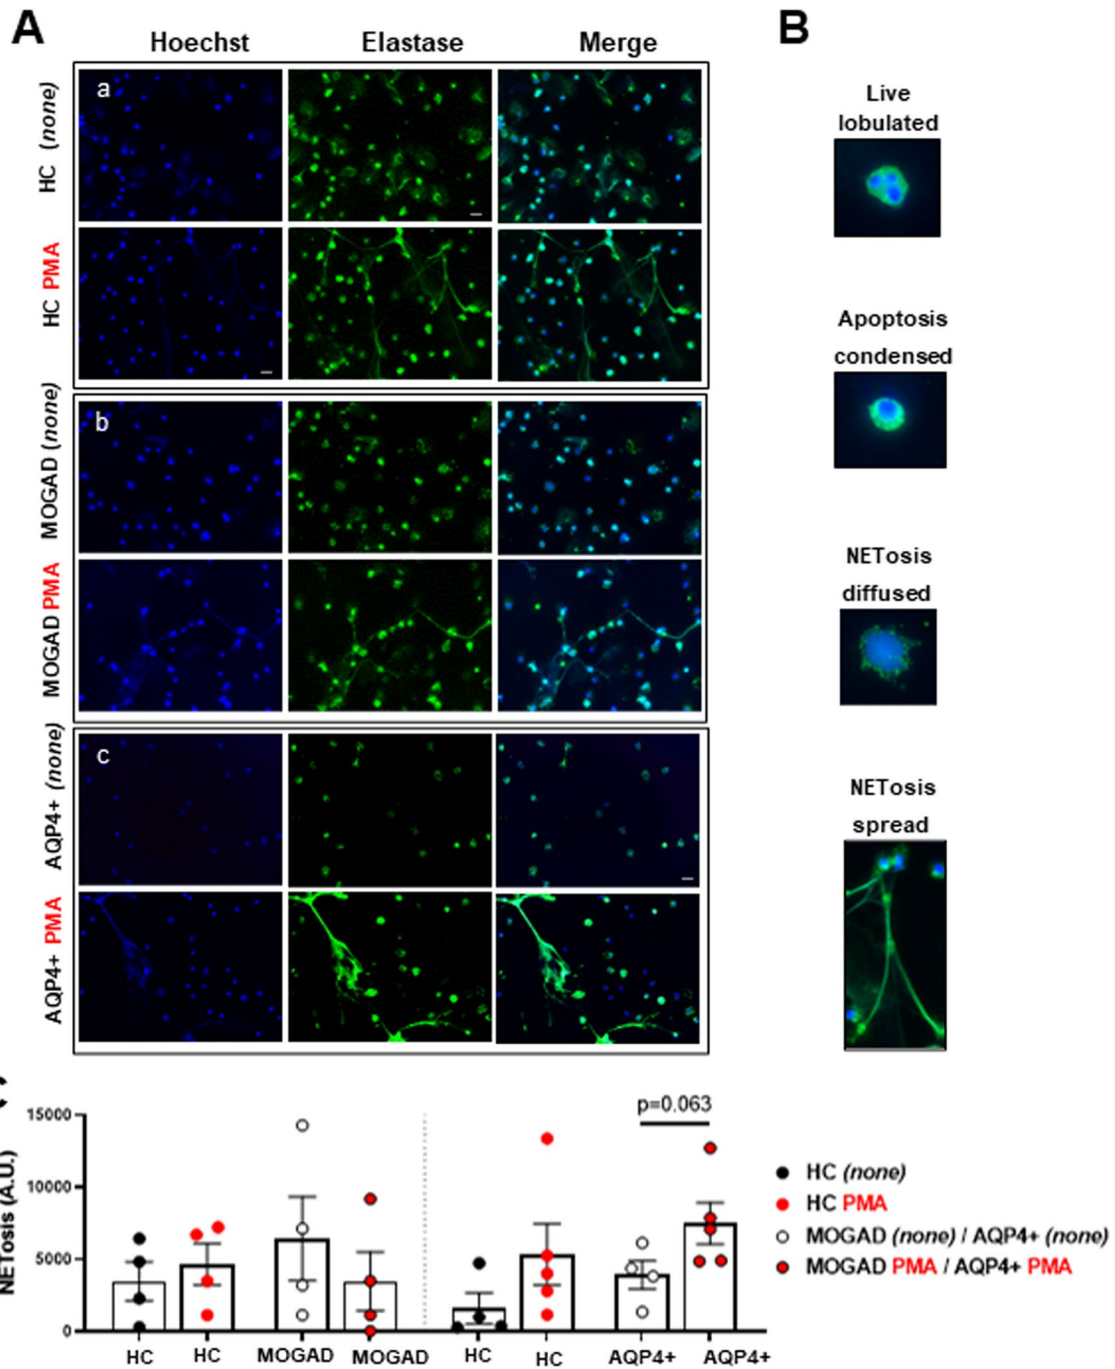 A
B
Hoechst Elastase Merge
HC (none)
a
HC PMA
MOGAD (none)
b
MOGAD PMA
AQP4+ (none)
c
AQP4+ PMA
Live
lobulated
Apoptosis
condensed
NETosis
diffused
NETosis
spread
C
NETosis (A.U.)
15000
10000
5000
0
p=0.063
HC HC MOGAD MOGAD HC HC AQP4+ AQP4+
HC (none)
HC PMA
MOGAD (none) / AQP4+ (none)
MOGAD PMA / AQP4+ PMA